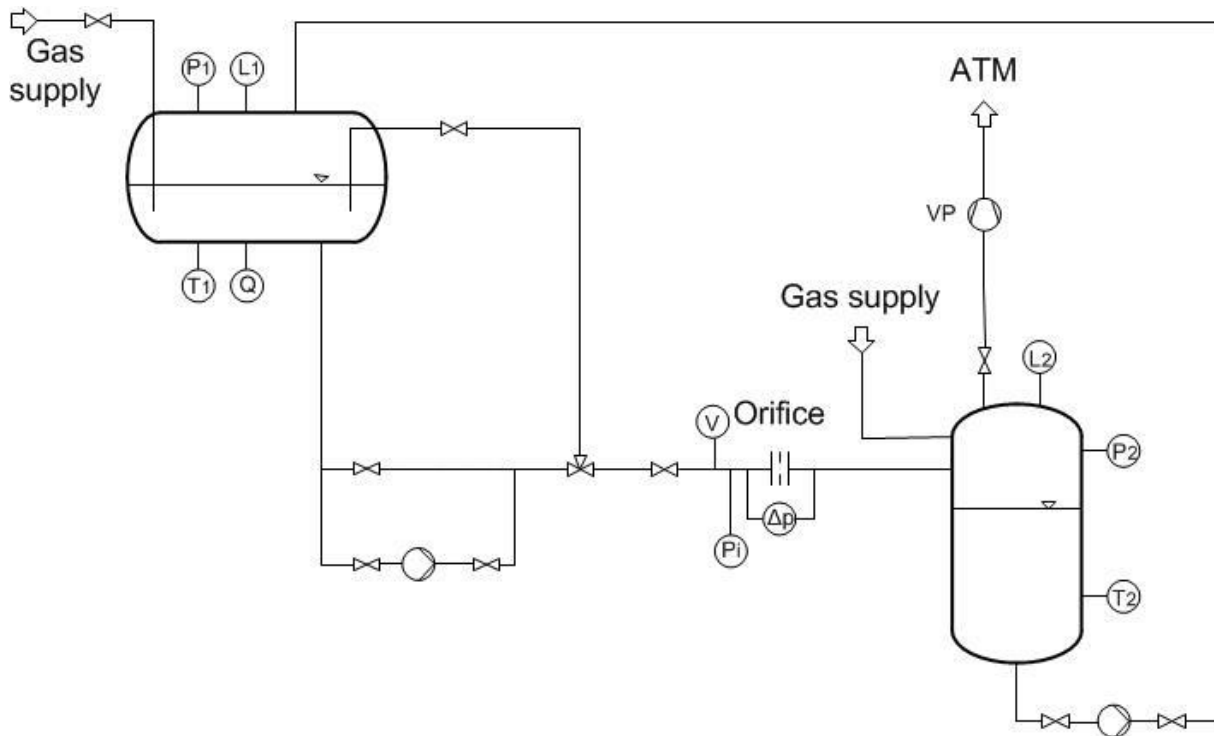 Gas
supply
P1
L1
ATM
VP
T1
Q
Gas supply
L2
V
Orifice
P2
Δp
Pi
T2